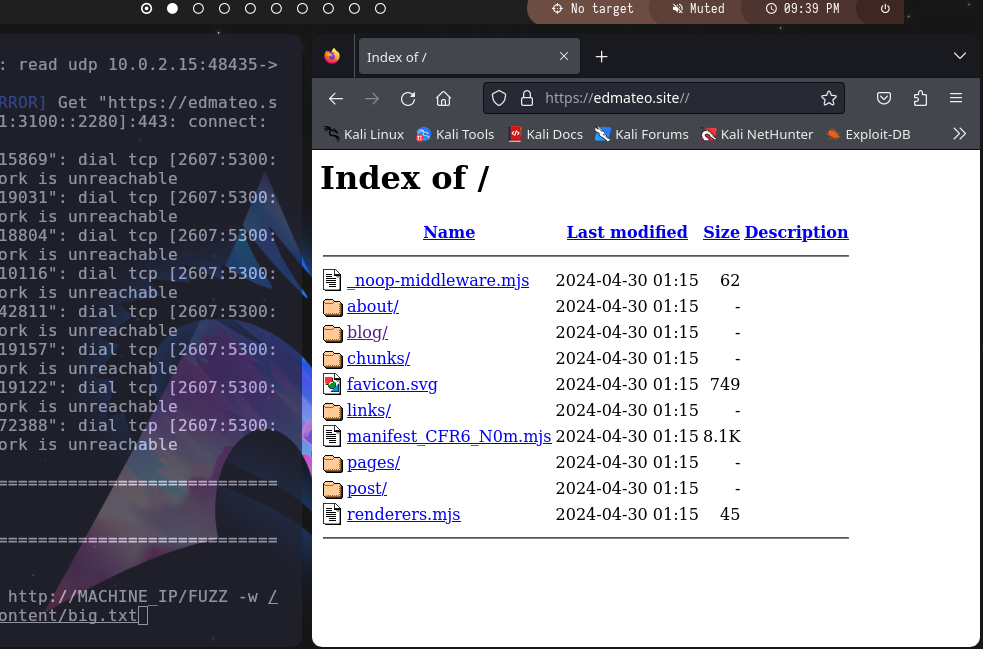 No target
Muted
09:39 PM
: read udp 10.0.2.15:48435->
RROR] Get "https://edmateo.s
1:3100::2280]:443: connect:
15869": dial tcp [2607:5300:
ork is unreachable
19031": dial tcp [2607:5300:
ork is unreachable
18804": dial tcp [2607:5300:
ork is unreachable
10116": dial tcp [2607:5300:
ork is unreachable
42811": dial tcp [2607:5300:
ork is unreachable
19157": dial tcp [2607:5300:
ork is unreachable
19122": dial tcp [2607:5300:
ork is unreachable
72388": dial tcp [2607:5300:
ork is unreachable
=============================
=============================
http://MACHINE_IP/FUZZ -w /
ontent/big.txt
Index of /
https://edmateo.site//
Kali Linux Kali Tools Kali Docs Kali Forums Kali NetHunter Exploit-DB
Index of /
Name Last modified Size Description
_noop-middleware.mjs 2024-04-30 01:15 62
about/ 2024-04-30 01:15 -
blog/ 2024-04-30 01:15 -
chunks/ 2024-04-30 01:15 -
favicon.svg 2024-04-30 01:15 749
links/ 2024-04-30 01:15 -
manifest_CFR6_N0m.mjs 2024-04-30 01:15 8.1K
pages/ 2024-04-30 01:15 -
post/ 2024-04-30 01:15 -
renderers.mjs 2024-04-30 01:15 45